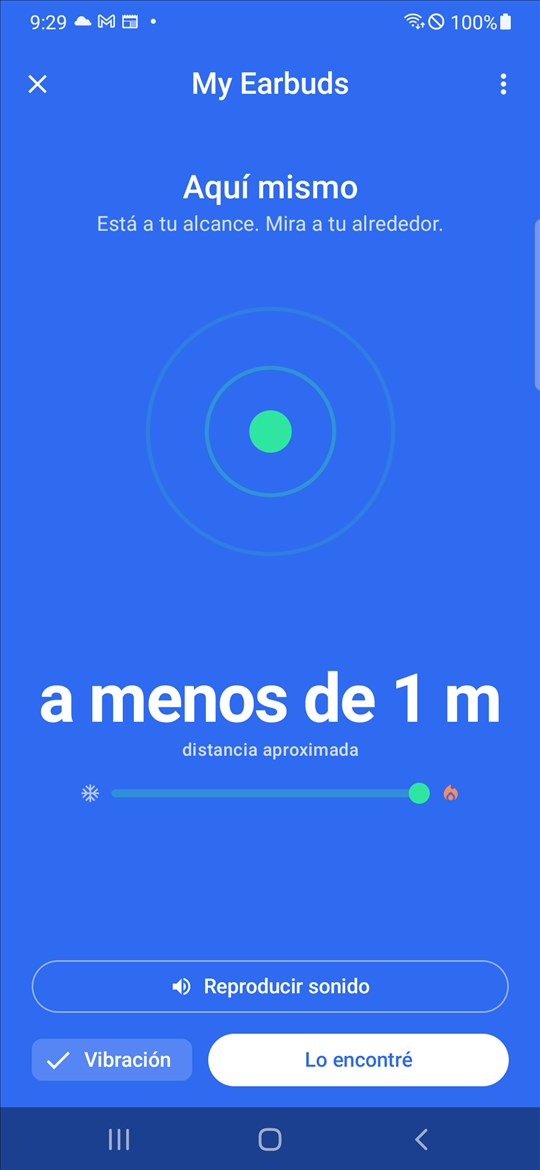 9:29
100%
My Earbuds
Aquí mismo
Está a tu alcance. Mira a tu alrededor.
a menos de 1 m
distancia aproximada
Reproducir sonido
Vibración
Lo encontré